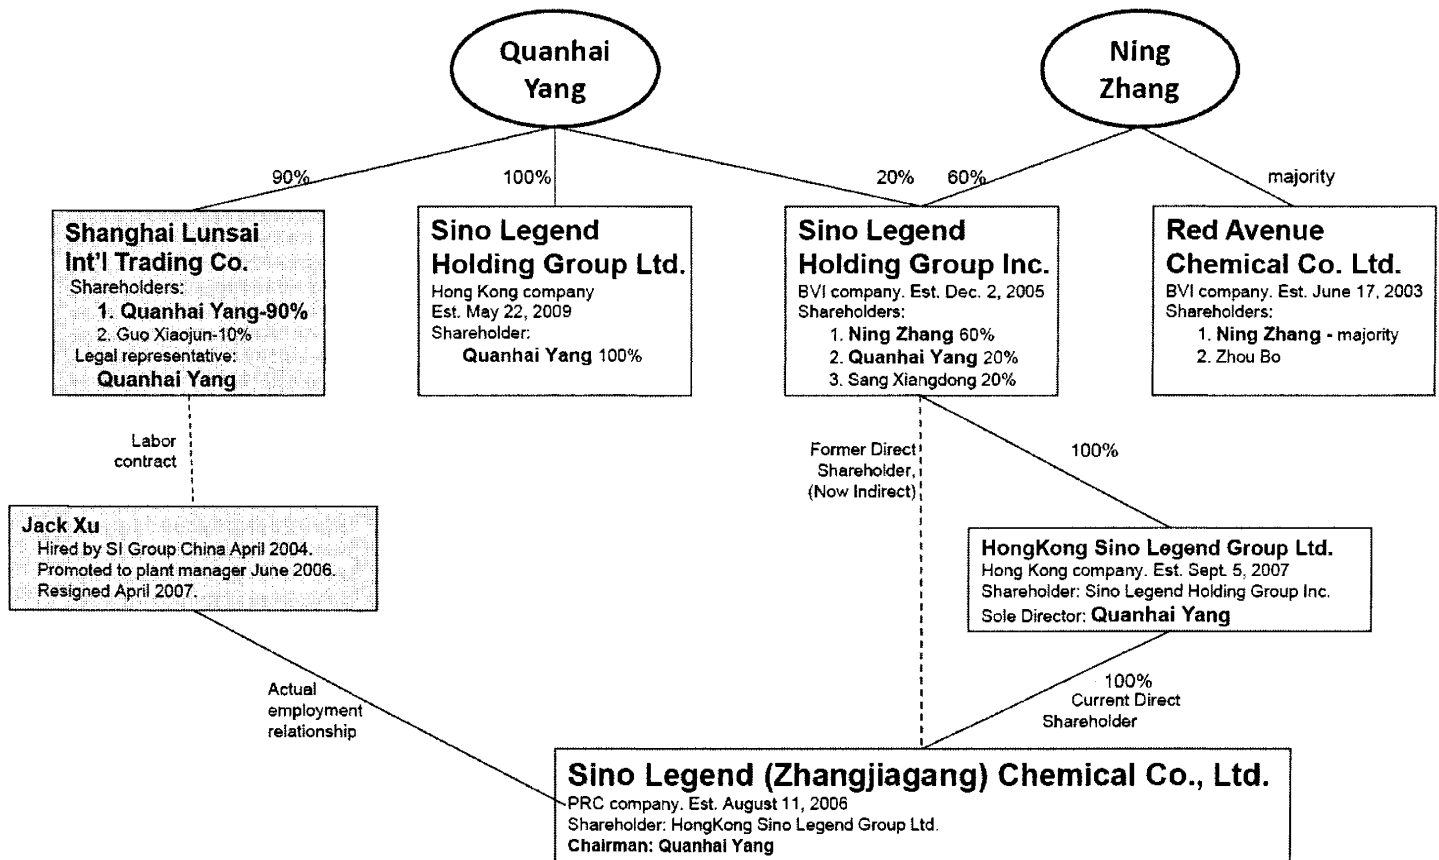 Quanhai
Yang
Ning
Zhang
90%
100%
20%
60%
majority
Shanghai Lunsai
Int'l Trading Co.
Shareholders:
1. Quanhai Yang-90%
2. Guo Xiaojun-10%
Legal representative:
Quanhai Yang
Sino Legend
Holding Group Ltd.
Hong Kong company
Est. May 22, 2009
Shareholder:
Quanhai Yang 100%
Sino Legend
Holding Group Inc.
BVI company. Est. Dec. 2, 2005
Shareholders:
1. Ning Zhang 60%
2. Quanhai Yang 20%
3. Sang Xiangdong 20%
Red Avenue
Chemical Co. Ltd.
BVI company. Est. June 17, 2003
Shareholders:
1. Ning Zhang - majority
2. Zhou Bo
Labor
contract
Former Direct
Shareholder,
(Now Indirect)
100%
Jack Xu
Hired by SI Group China April 2004.
Promoted to plant manager June 2006.
Resigned April 2007.
HongKong Sino Legend Group Ltd.
Hong Kong company. Est. Sept. 5, 2007
Shareholder: Sino Legend Holding Group Inc.
Sole Director: Quanhai Yang
Actual
employment
relationship
100%
Current Direct
Shareholder
Sino Legend (Zhangjiagang) Chemical Co., Ltd.
PRC company. Est. August 11, 2006
Shareholder: HongKong Sino Legend Group Ltd.
Chairman: Quanhai Yang